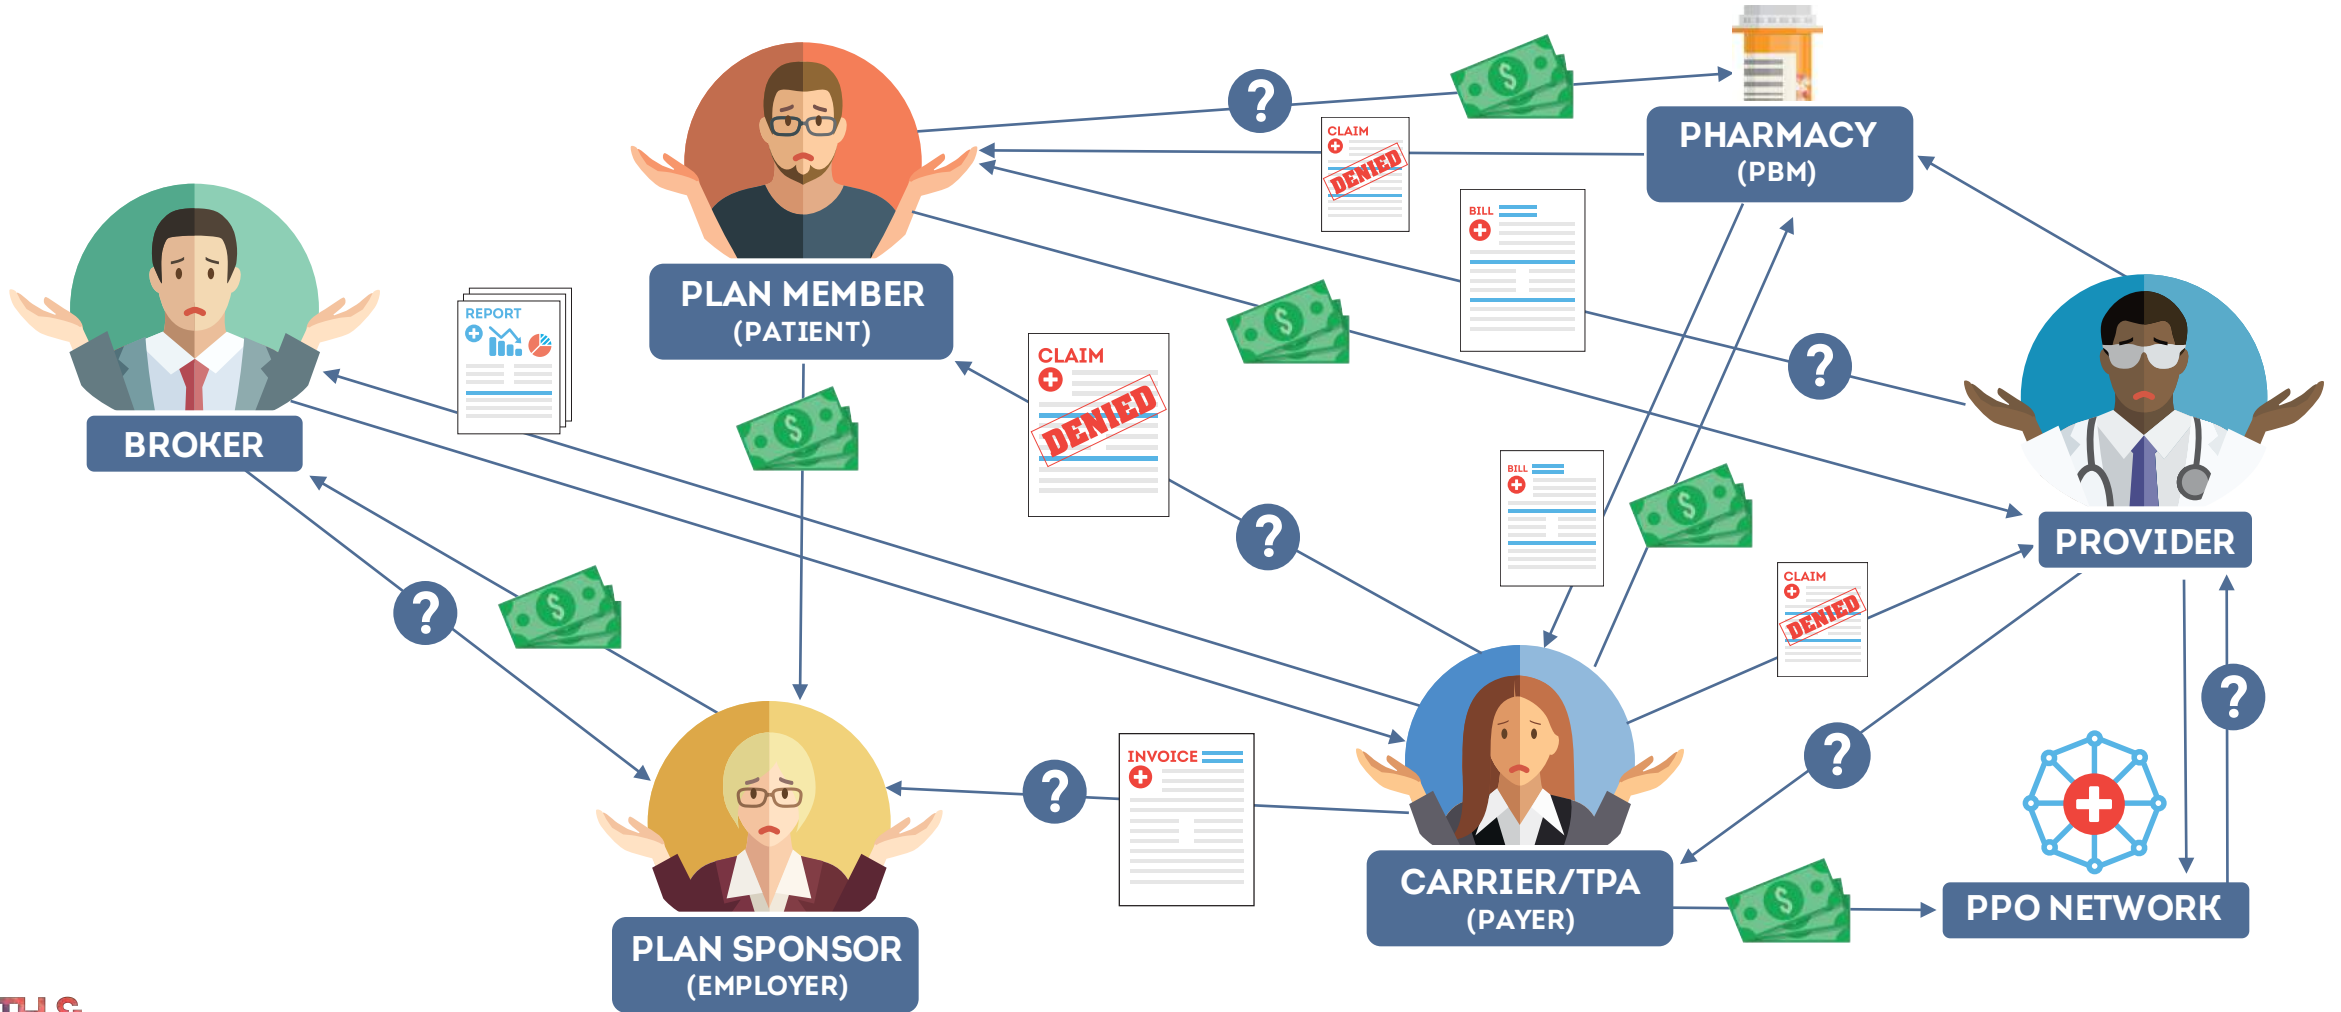 PHARMACY
(PBM)
CLAIM
DENIED
BILL
PLAN MEMBER
(PATIENT)
REPORT
CLAIM
DENIED
BROKER
BILL
PROVIDER
CLAIM
DENIED
INVOICE
CARRIER/TPA
(PAYER)
PPO NETWORK
PLAN SPONSOR
(EMPLOYER)
?
?
?
?
?
?
?
$
$
$
$
$
$